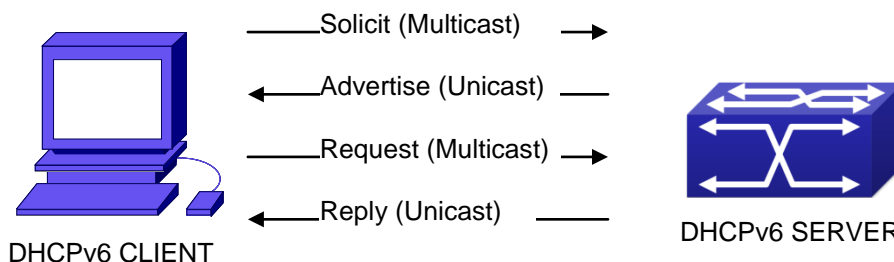 Solicit (Multicast)
Advertise (Unicast)
Request (Multicast)
Reply (Unicast)
DHCPv6 CLIENT
DHCPv6 SERVER